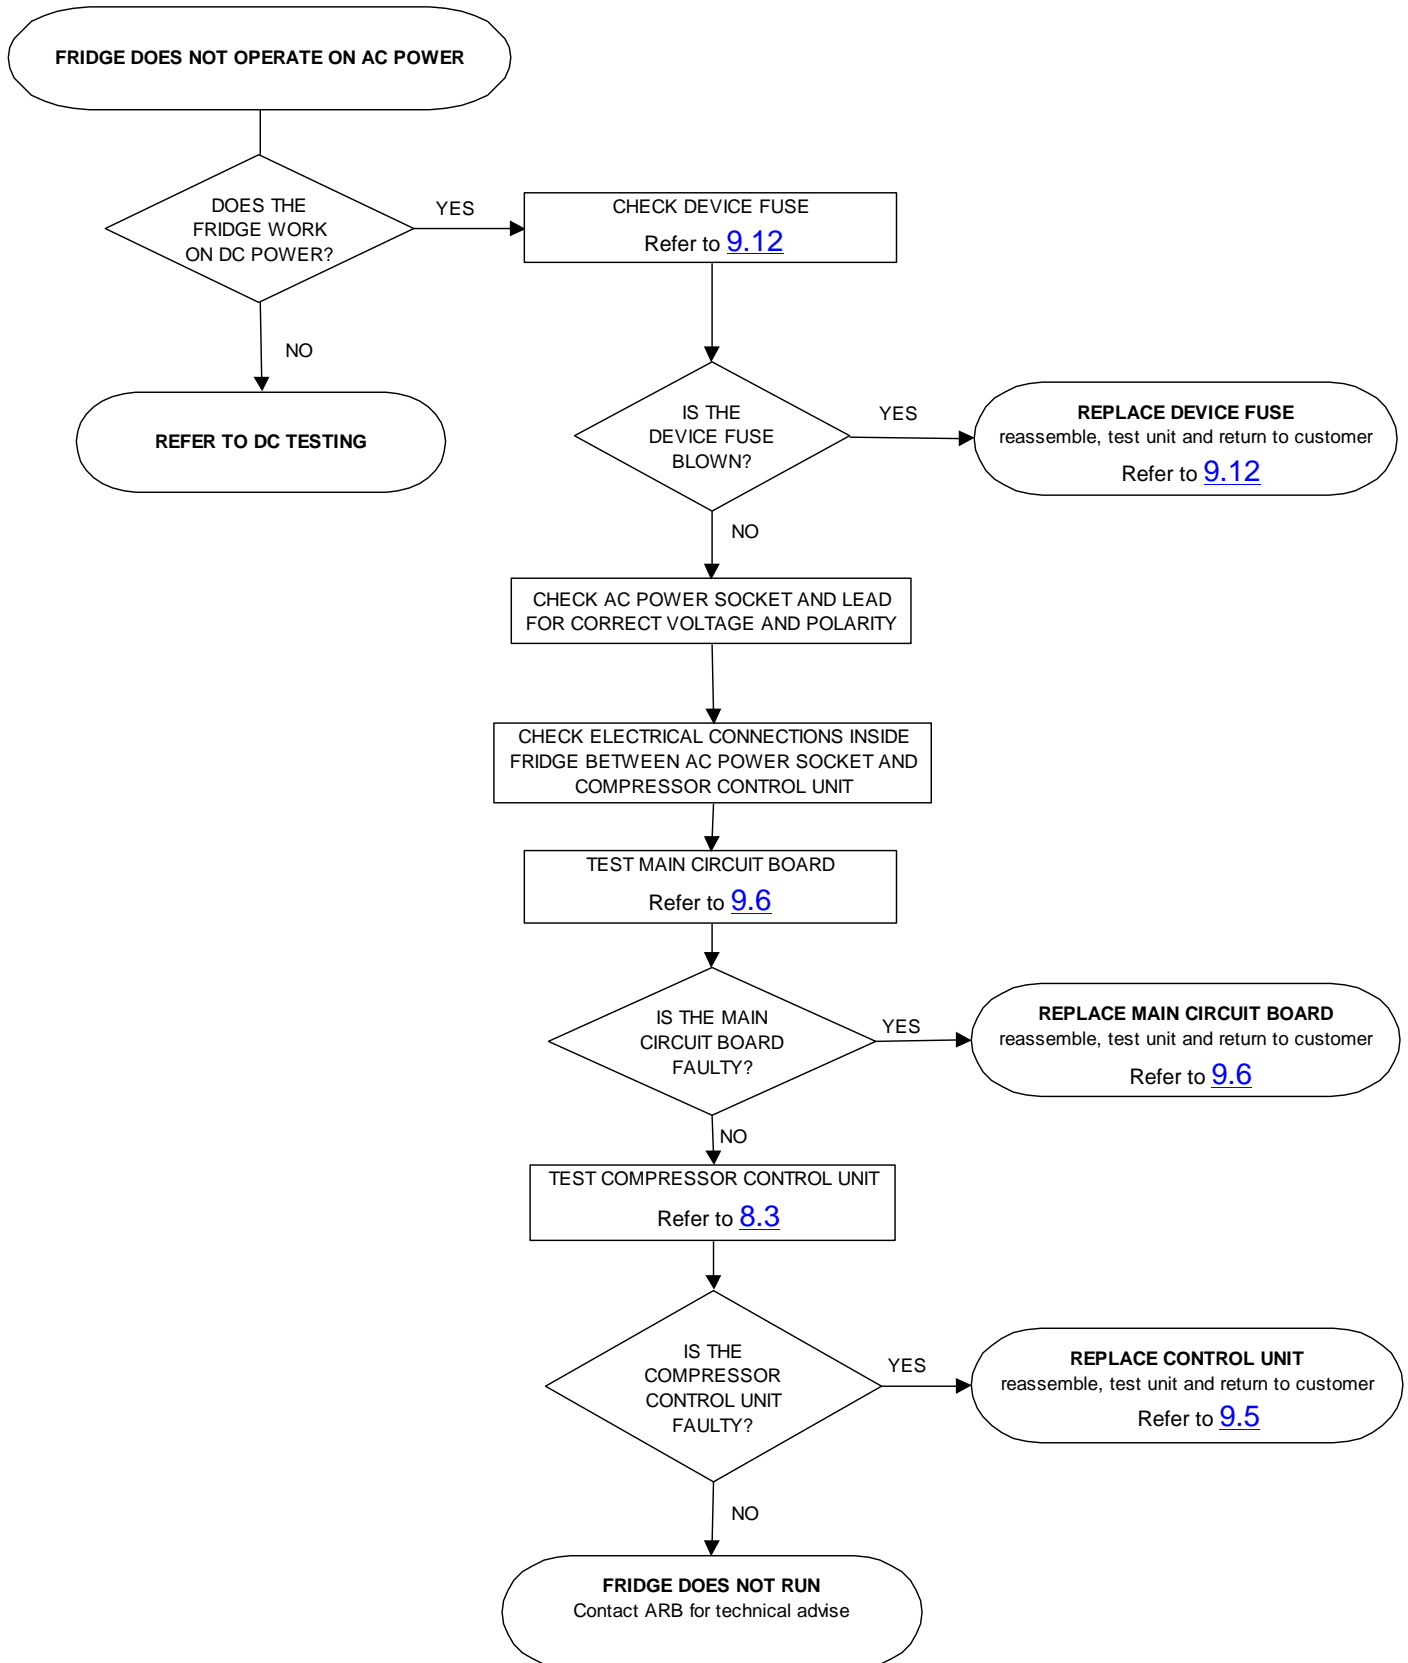 FRIDGE DOES NOT OPERATE ON AC POWER
DOES THE
FRIDGE WORK
ON DC POWER?
YES
CHECK DEVICE FUSE
Refer to 9.12
NO
REFER TO DC TESTING
IS THE
DEVICE FUSE
BLOWN?
YES
REPLACE DEVICE FUSE
reassemble, test unit and return to customer
Refer to 9.12
NO
CHECK AC POWER SOCKET AND LEAD
FOR CORRECT VOLTAGE AND POLARITY
CHECK ELECTRICAL CONNECTIONS INSIDE
FRIDGE BETWEEN AC POWER SOCKET AND
COMPRESSOR CONTROL UNIT
TEST MAIN CIRCUIT BOARD
Refer to 9.6
IS THE MAIN
CIRCUIT BOARD
FAULTY?
YES
REPLACE MAIN CIRCUIT BOARD
reassemble, test unit and return to customer
Refer to 9.6
NO
TEST COMPRESSOR CONTROL UNIT
Refer to 8.3
IS THE
COMPRESSOR
CONTROL UNIT
FAULTY?
YES
REPLACE CONTROL UNIT
reassemble, test unit and return to customer
Refer to 9.5
NO
FRIDGE DOES NOT RUN
Contact ARB for technical advise